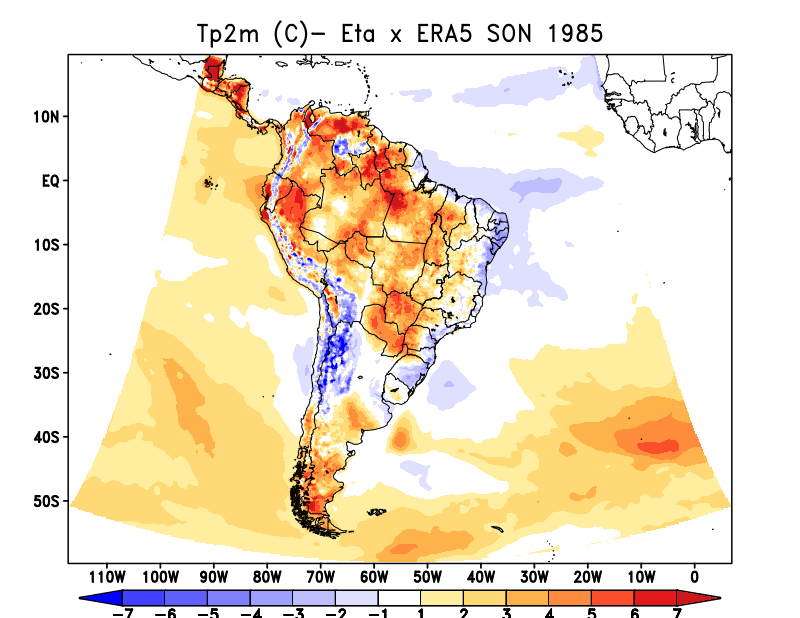 Tp2m (C)- Eta x ERA5 SON 1985
10N
EQ
10S
20S
30S
40S
50S
110W 100W 90W 80W 70W 60W 50W 40W 30W 20W 10W 0
-7 -6 -5 -4 -3 -2 -1 1 2 3 4 5 6 7